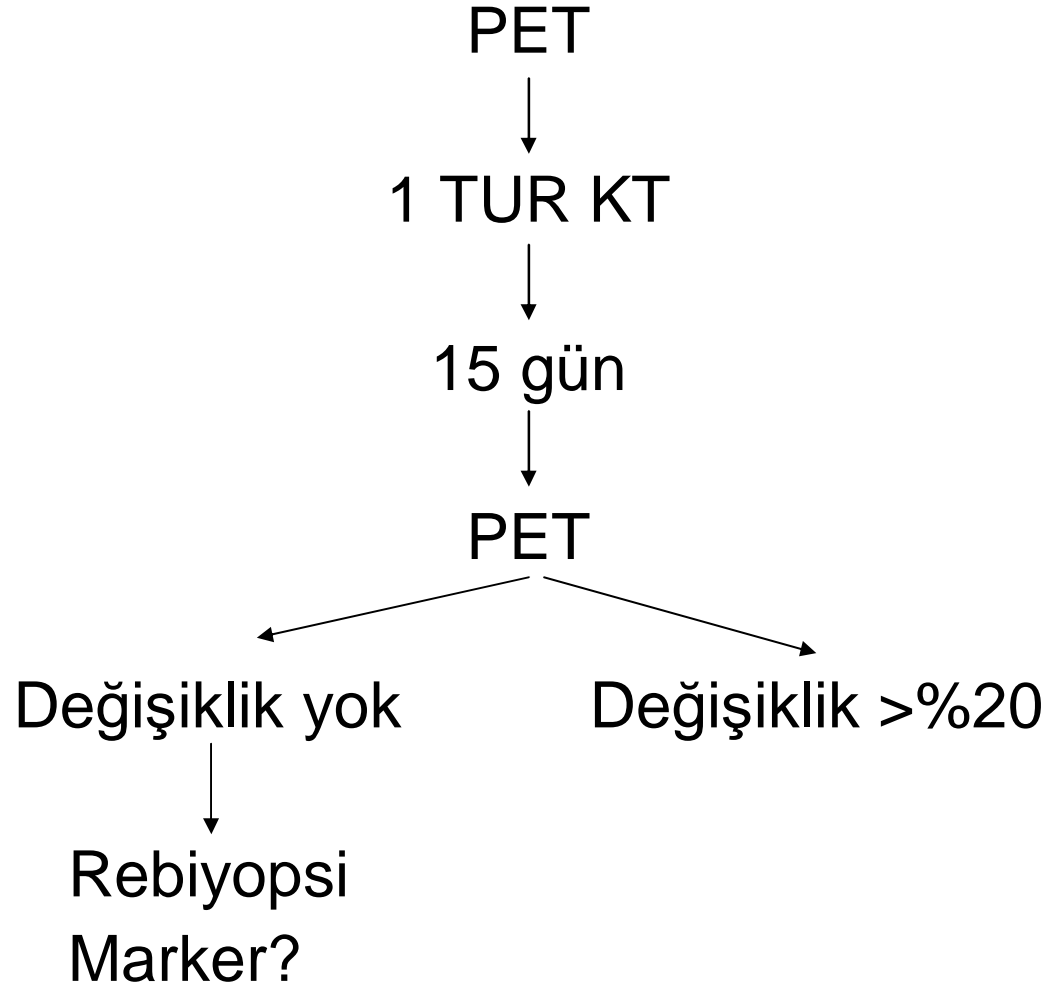 PET
1 TUR KT
15 gün
PET
Değişiklik yok
Değişiklik >%20
Rebiyopsi
Marker?